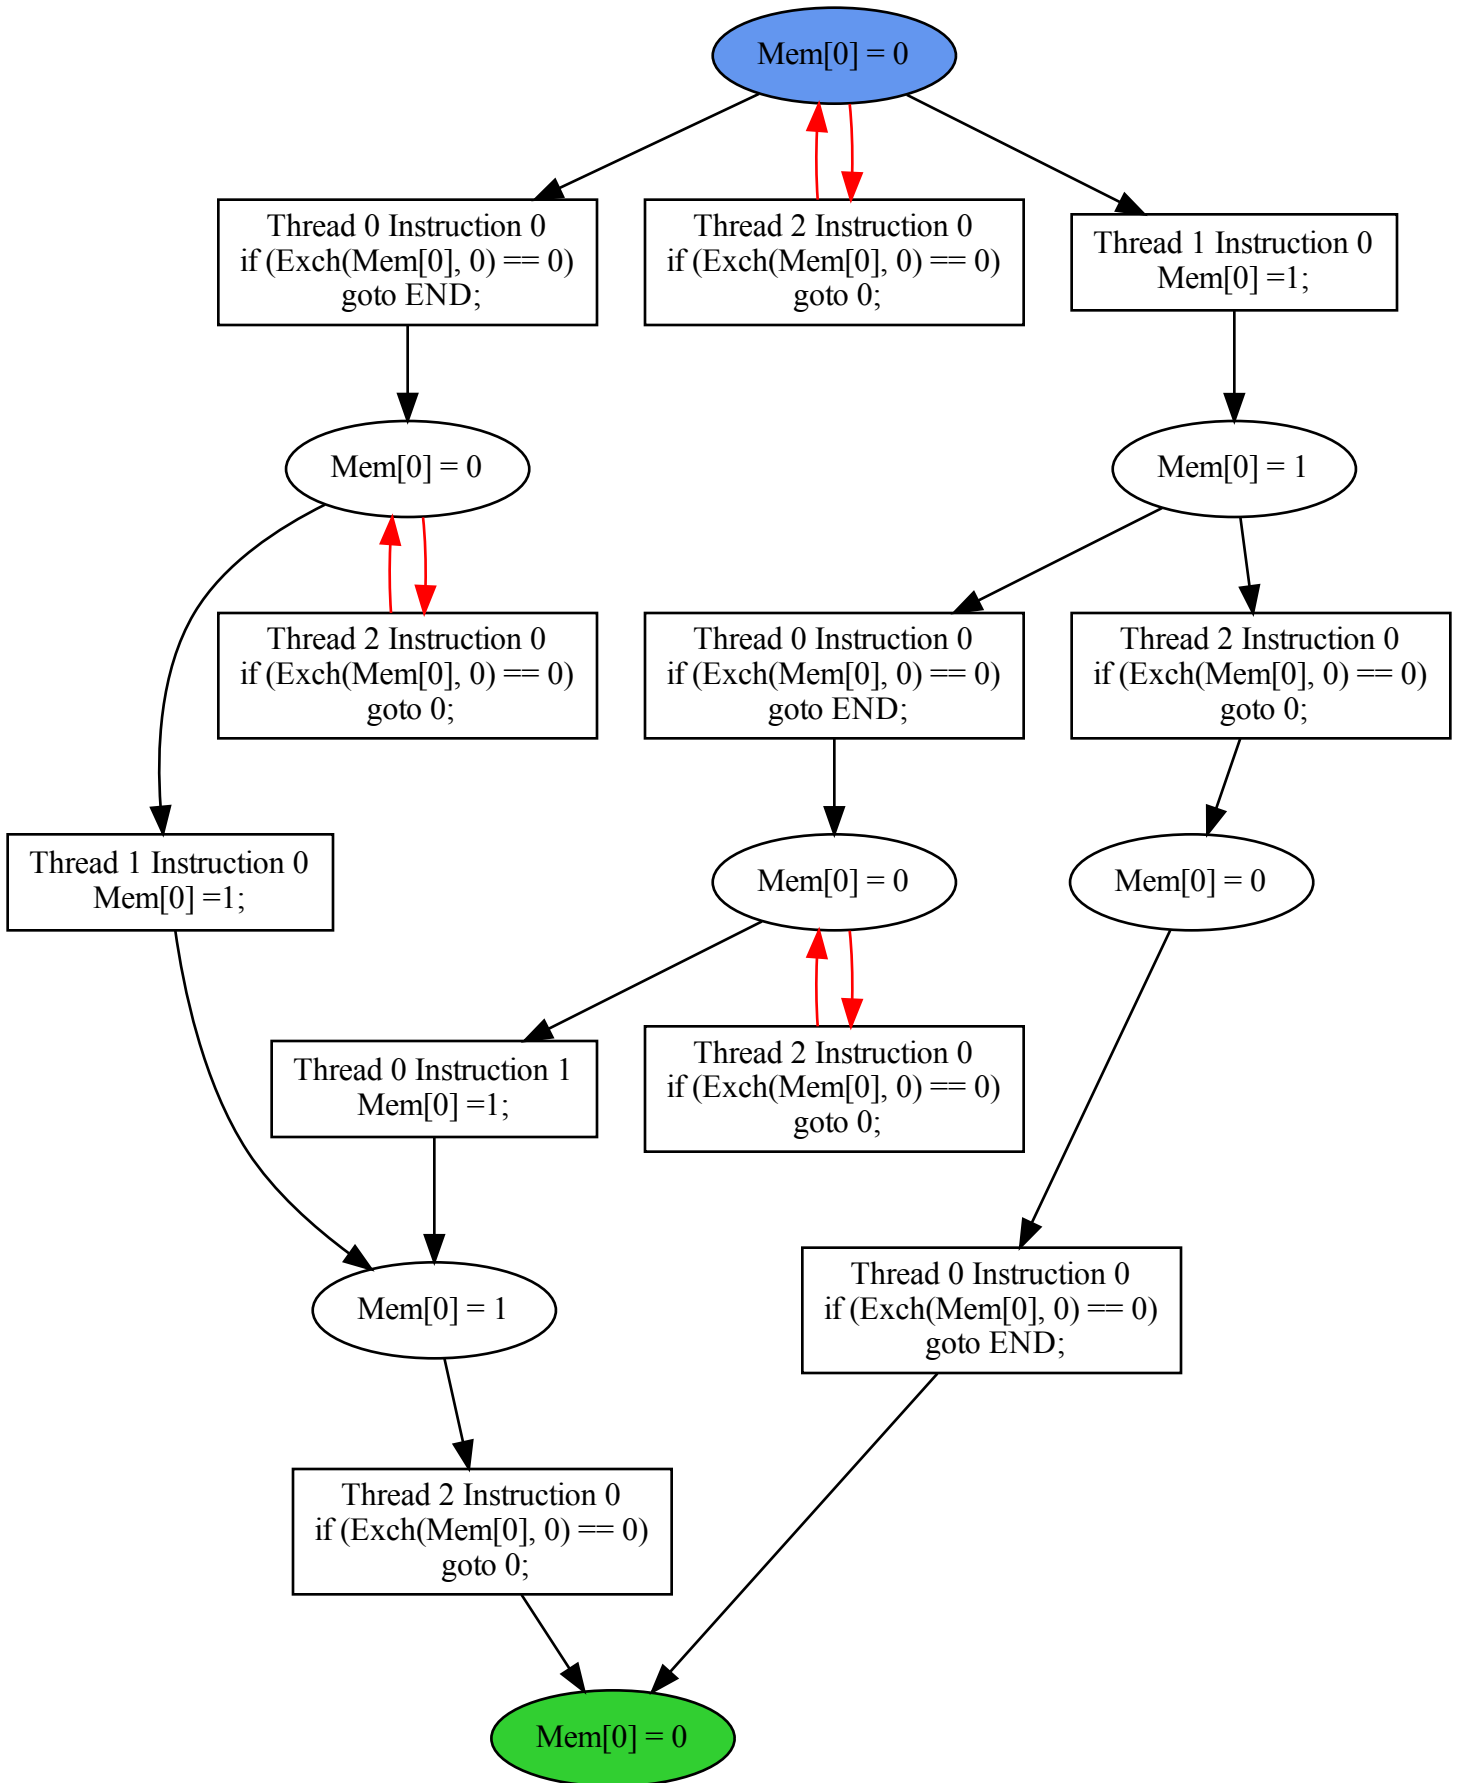 Mem[0] = 0
Thread 0 Instruction 0
if (Exch(Mem[0], 0) == 0)
goto END;
Thread 2 Instruction 0
if (Exch(Mem[0], 0) == 0)
goto 0;
Thread 1 Instruction 0
Mem[0] =1;
Mem[0] = 0
Mem[0] = 1
Thread 2 Instruction 0
if (Exch(Mem[0], 0) == 0)
goto 0;
Thread 0 Instruction 0
if (Exch(Mem[0], 0) == 0)
goto END;
Thread 2 Instruction 0
if (Exch(Mem[0], 0) == 0)
goto 0;
Thread 1 Instruction 0
Mem[0] =1;
Mem[0] = 0
Mem[0] = 0
Thread 0 Instruction 1
Mem[0] =1;
Thread 2 Instruction 0
if (Exch(Mem[0], 0) == 0)
goto 0;
Mem[0] = 1
Thread 0 Instruction 0
if (Exch(Mem[0], 0) == 0)
goto END;
Thread 2 Instruction 0
if (Exch(Mem[0], 0) == 0)
goto 0;
Mem[0] = 0